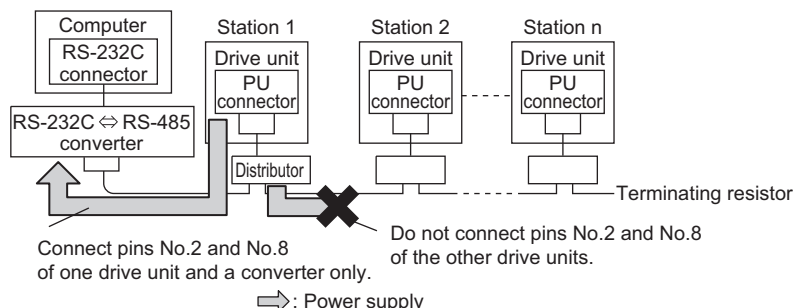 Computer
RS-232C
connector
RS-232C ⇔ RS-485
converter
Station 1
Drive unit
PU
connector
Distributor
Station 2
Drive unit
PU
connector
Station n
Drive unit
PU
connector
Terminating resistor
Connect pins No.2 and No.8
of one drive unit and a converter only.
Do not connect pins No.2 and No.8
of the other drive units.
: Power supply